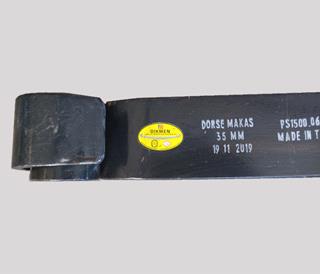 DİKMEN
DORSE MAKAS
35 MM
19 11 2019
PS1500.06
MADE IN T